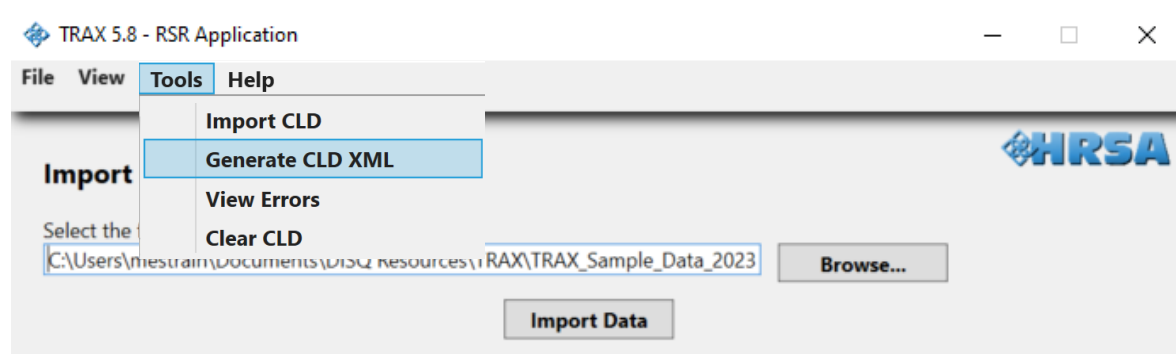 TRAX 5.8 - RSR Application
File View Tools Help
Import CLD
Generate CLD XML
HRSA
Import
View Errors
Select the
Clear CLD
C:\Users\mestrain\Documents\DISQ Resources\TRAX\TRAX_Sample_Data_2023
Browse...
Import Data